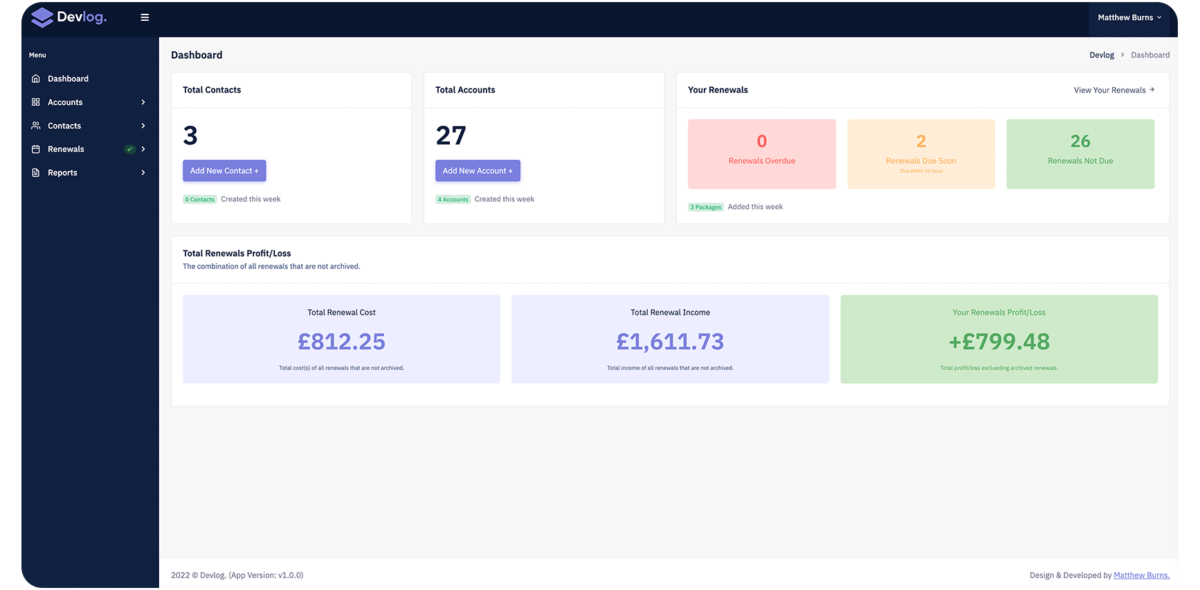 Devlog.
Matthew Burns
Menu
Dashboard
Accounts
Contacts
Renewals
Reports
Dashboard
Devlog > Dashboard
Total Contacts
3
Add New Contact +
0 Contacts Created this week
Total Accounts
27
Add New Account +
4 Accounts Created this week
Your Renewals
View Your Renewals →
0
Renewals Overdue
2
Renewals Due Soon
(Due Within 30 Days)
26
Renewals Not Due
3 Packages Added this week
Total Renewals Profit/Loss
The combination of all renewals that are not archived.
Total Renewal Cost
£812.25
Total cost(s) of all renewals that are not archived.
Total Renewal Income
£1,611.73
Total income of all renewals that are not archived.
Your Renewals Profit/Loss
+£799.48
Total profit/loss exclueding archived renewals.
2022 © Devlog. (App Version: v1.0.0)
Design & Developed by Matthew Burns.